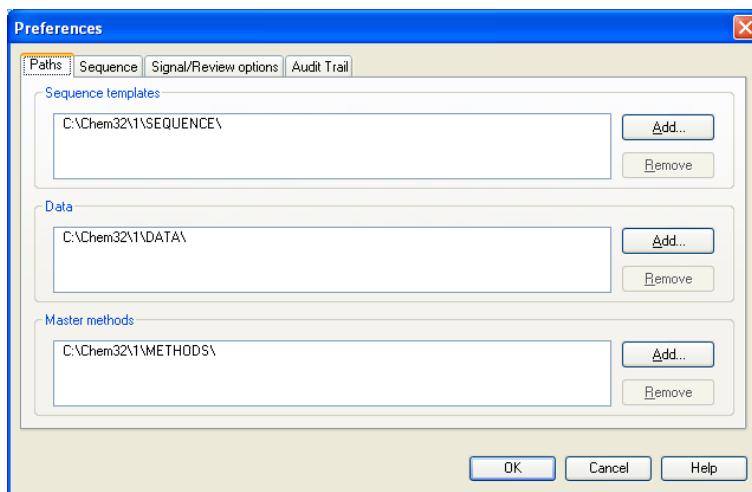 Preferences
Paths Sequence Signal/Review options Audit Trail
Sequence templates
C:\Chem32\1\SEQUENCE\
Add...
Remove
Data
C:\Chem32\1\DATA\
Add...
Remove
Master methods
C:\Chem32\1\METHODS\
Add...
Remove
OK Cancel Help